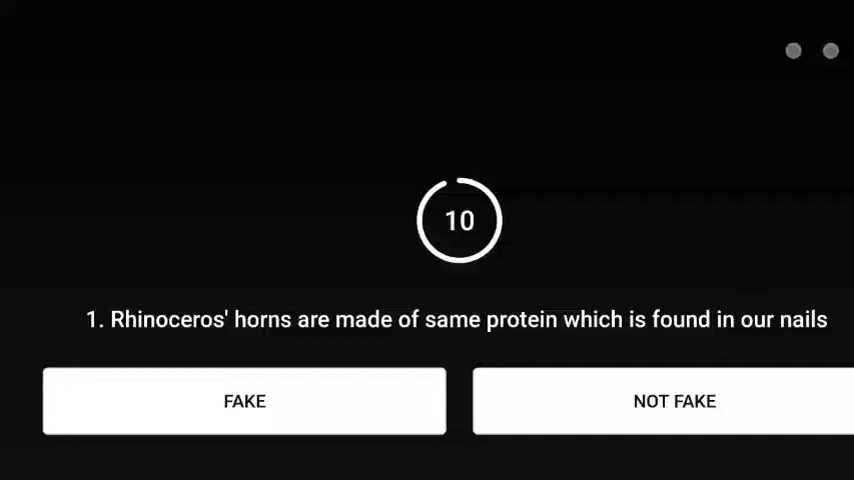 10
1. Rhinoceros' horns are made of same protein which is found in our nails
FAKE
NOT FAKE